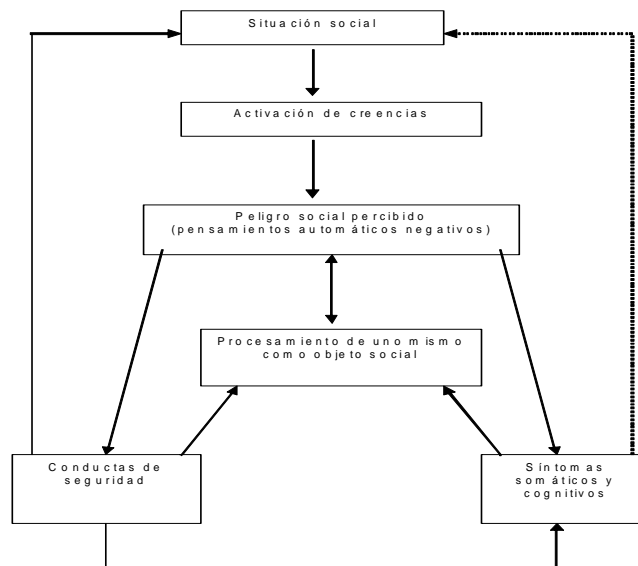 Situación social
Activación de creencias
Peligro social percibido
(pensamientos automáticos negativos)
Procesamiento de uno mismo
como objeto social
Conductas de
seguridad
Síntomas
somáticos y
cognitivos